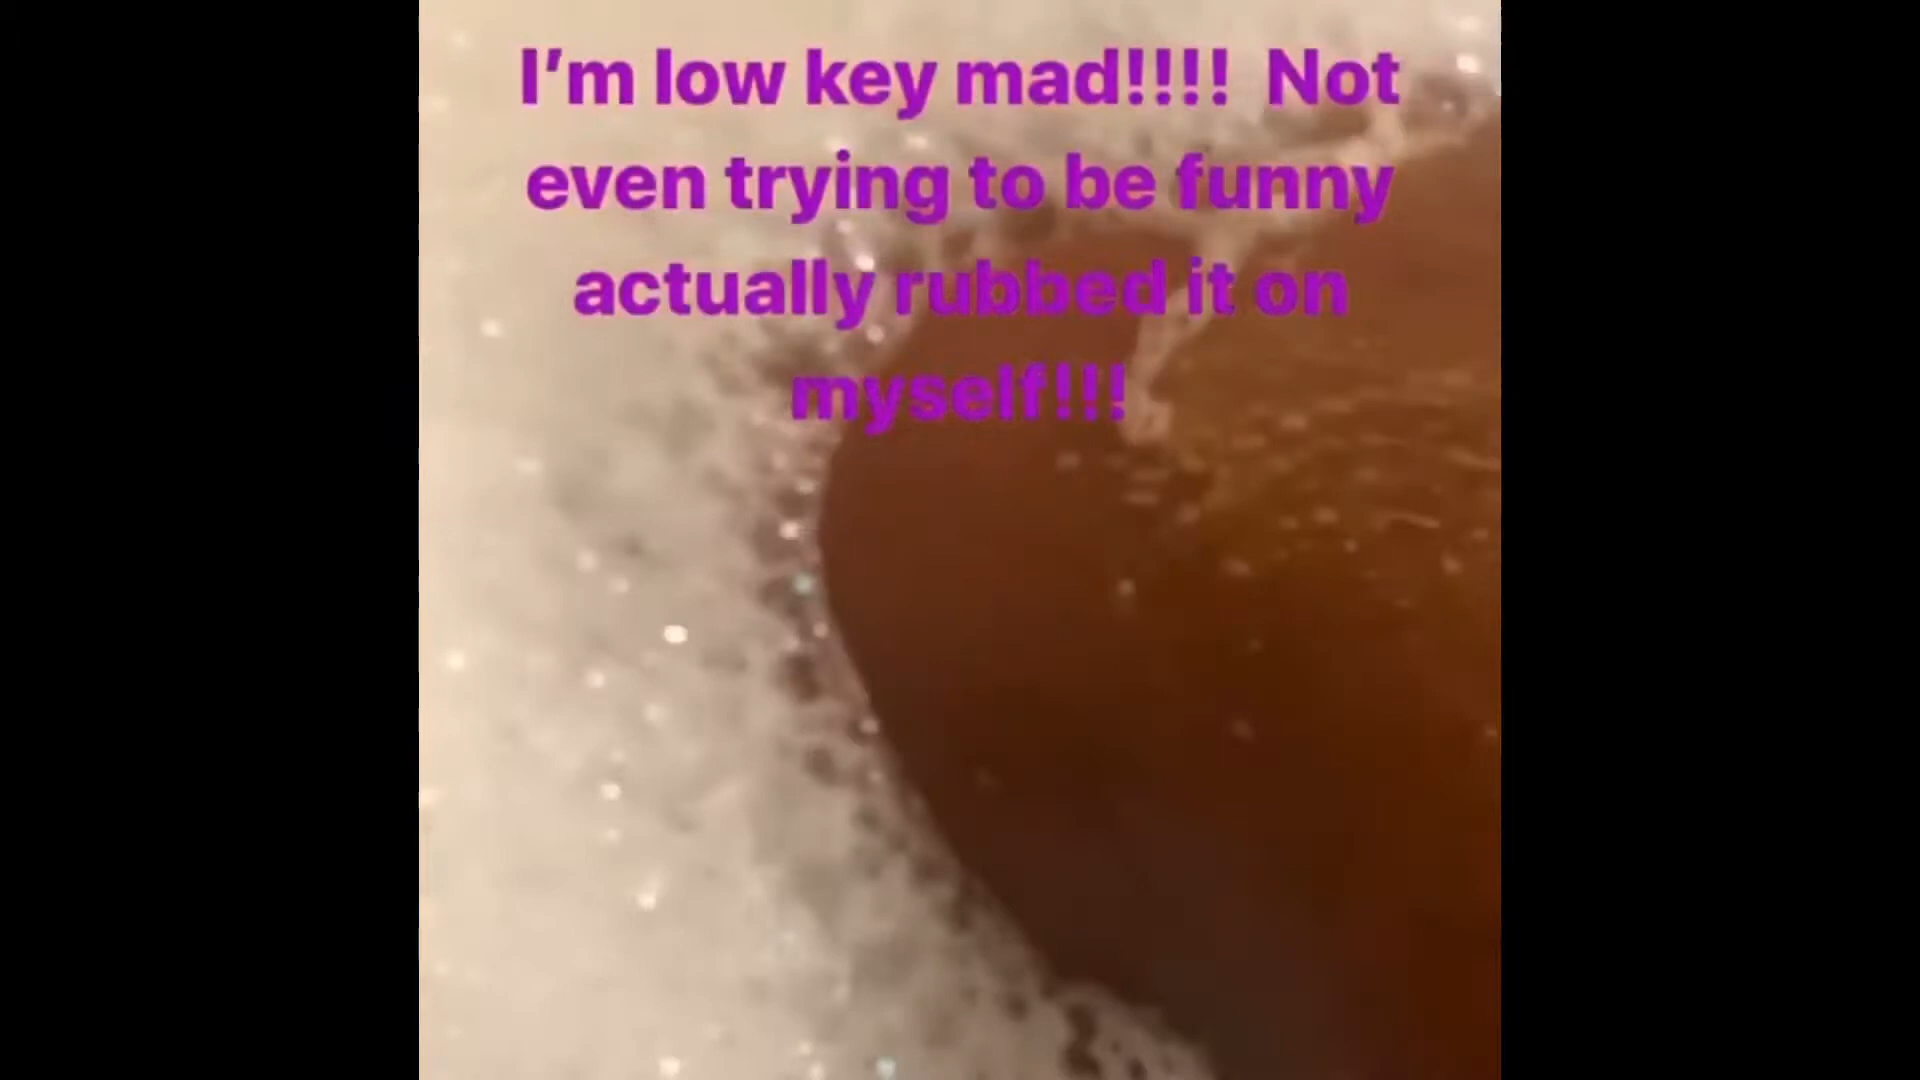 I’m low key mad!!!! Not
even trying to be funny
actually rubbed it on
myself!!!